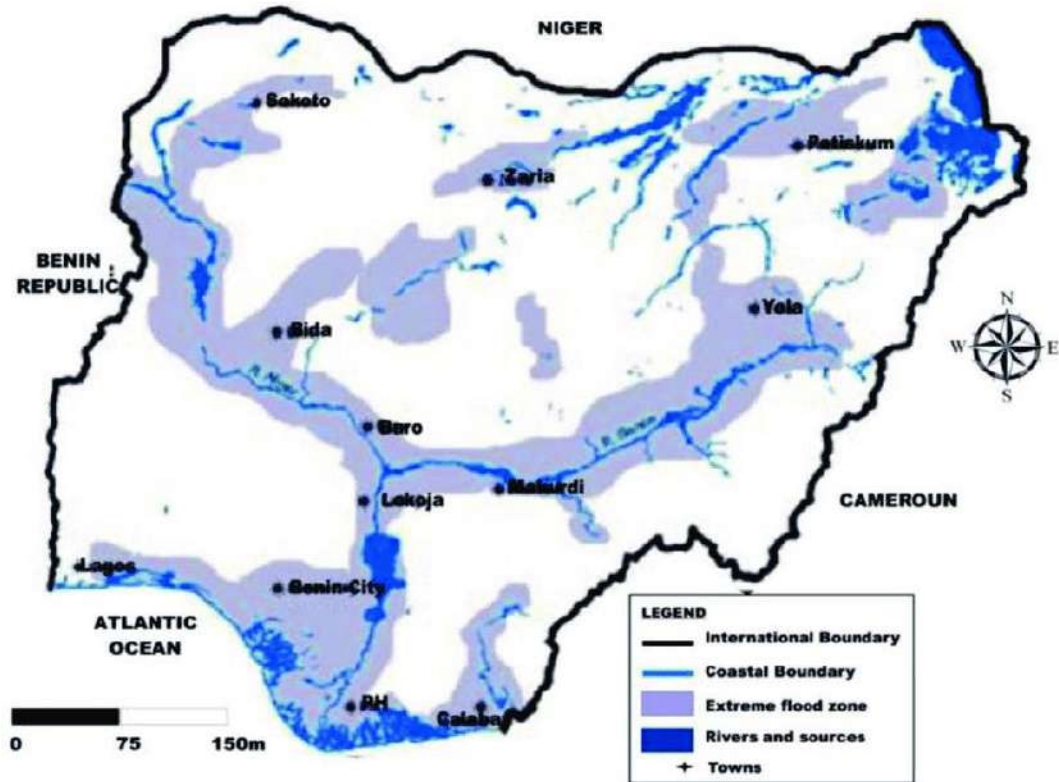 NIGER
Sokoto
Potiskum
Zaria
BENIN
REPUBLIC
Yola
Bida
N
W
E
S
R. Niger
Baro
R. Benue
Makurdi
Lokoja
CAMEROUN
Lagos
Benin City
ATLANTIC
OCEAN
PH
Calaba
LEGEND
International Boundary
Coastal Boundary
Extreme flood zone
Rivers and sources
Towns
0 75 150m